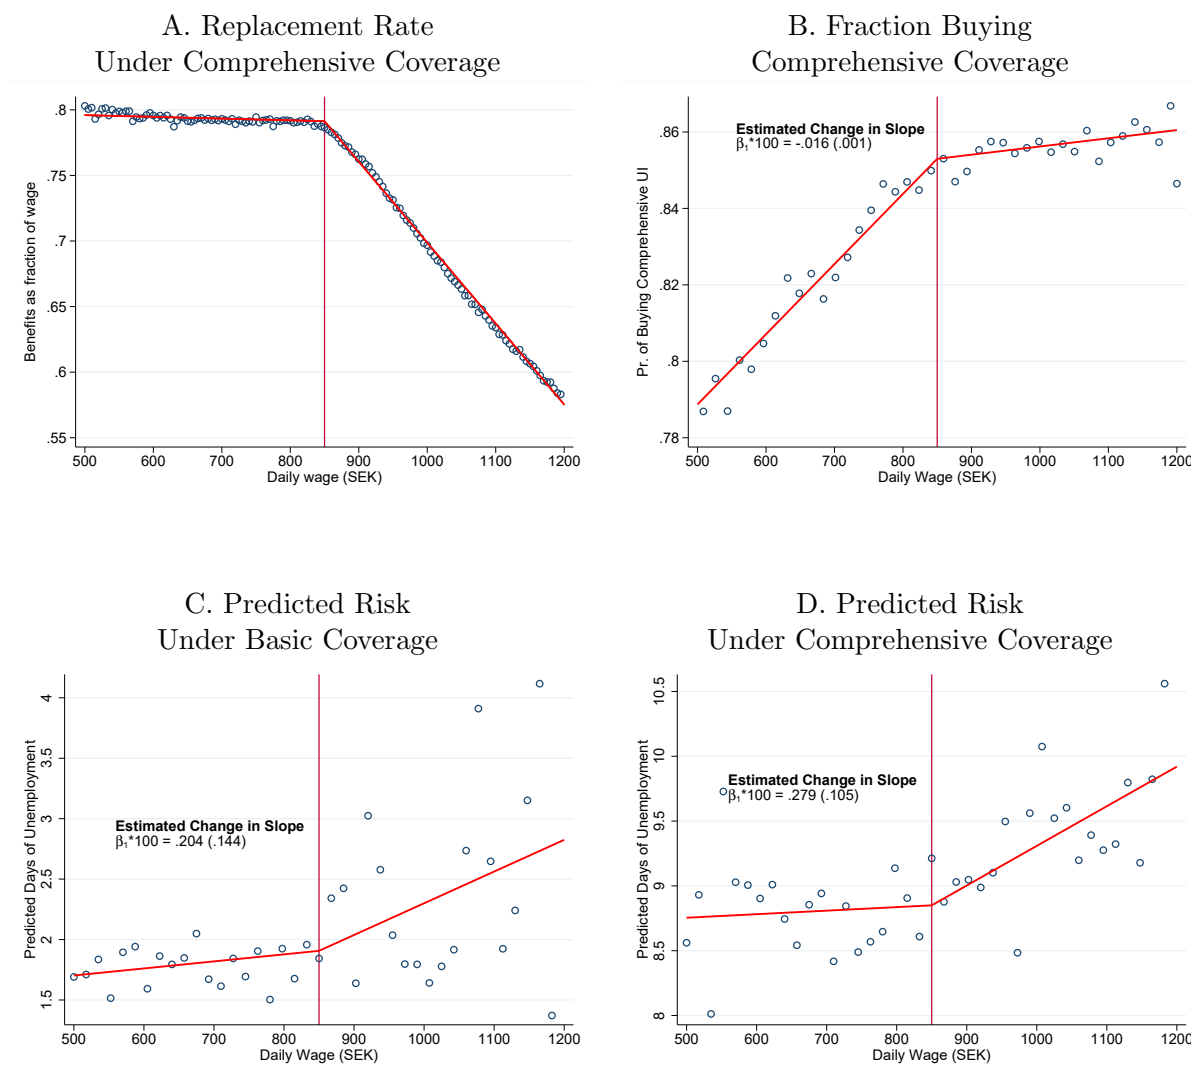 A. Replacement Rate
Under Comprehensive Coverage
Benefits as fraction of wage
.8
.75
.7
.65
.6
.55
500 600 700 800 900 1000 1100 1200
Daily wage (SEK)
B. Fraction Buying
Comprehensive Coverage
Pr. of Buying Comprehensive UI
.86
.84
.82
.8
.78
Estimated Change in Slope
β₁*100 = -.016 (.001)
500 600 700 800 900 1000 1100 1200
Daily Wage (SEK)
C. Predicted Risk
Under Basic Coverage
Predicted Days of Unemployment
4
3.5
3
2.5
2
1.5
Estimated Change in Slope
β₁*100 = .204 (.144)
500 600 700 800 900 1000 1100 1200
Daily Wage (SEK)
D. Predicted Risk
Under Comprehensive Coverage
Predicted Days of Unemployment
10.5
10
9.5
9
8.5
8
Estimated Change in Slope
β₁*100 = .279 (.105)
500 600 700 800 900 1000 1100 1200
Daily Wage (SEK)